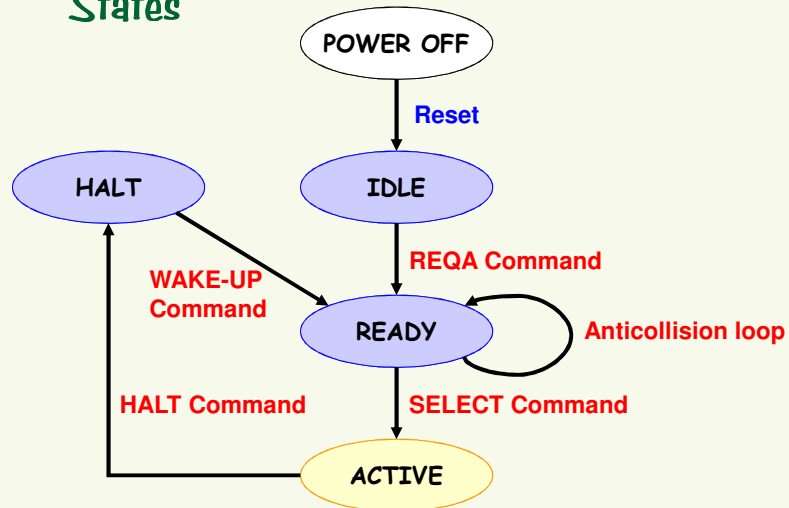 States
POWER OFF
Reset
HALT
IDLE
REQA Command
WAKE-UP
Command
READY
Anticollision loop
HALT Command
SELECT Command
ACTIVE